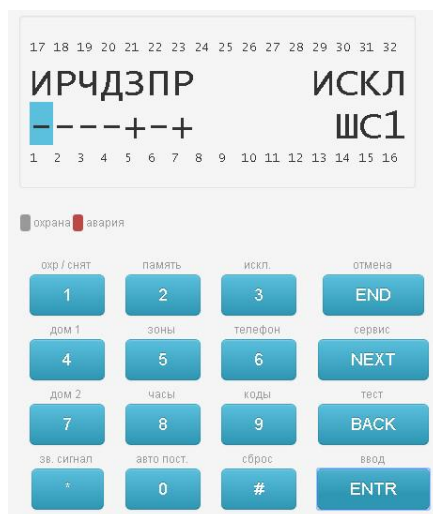 17 18 19 20 21 22 23 24 25 26 27 28 29 30 31 32
ИРЧДЗПР ИСКЛ
----+-+ ШС1
1 2 3 4 5 6 7 8 9 10 11 12 13 14 15 16
охрана авария
охр / снят память искл. отмена
1 2 3 END
дом 1 зоны телефон сервис
4 5 6 NEXT
дом 2 часы коды тест
7 8 9 BACK
зв. сигнал авто пост. сброс ввод
* 0 # ENTR